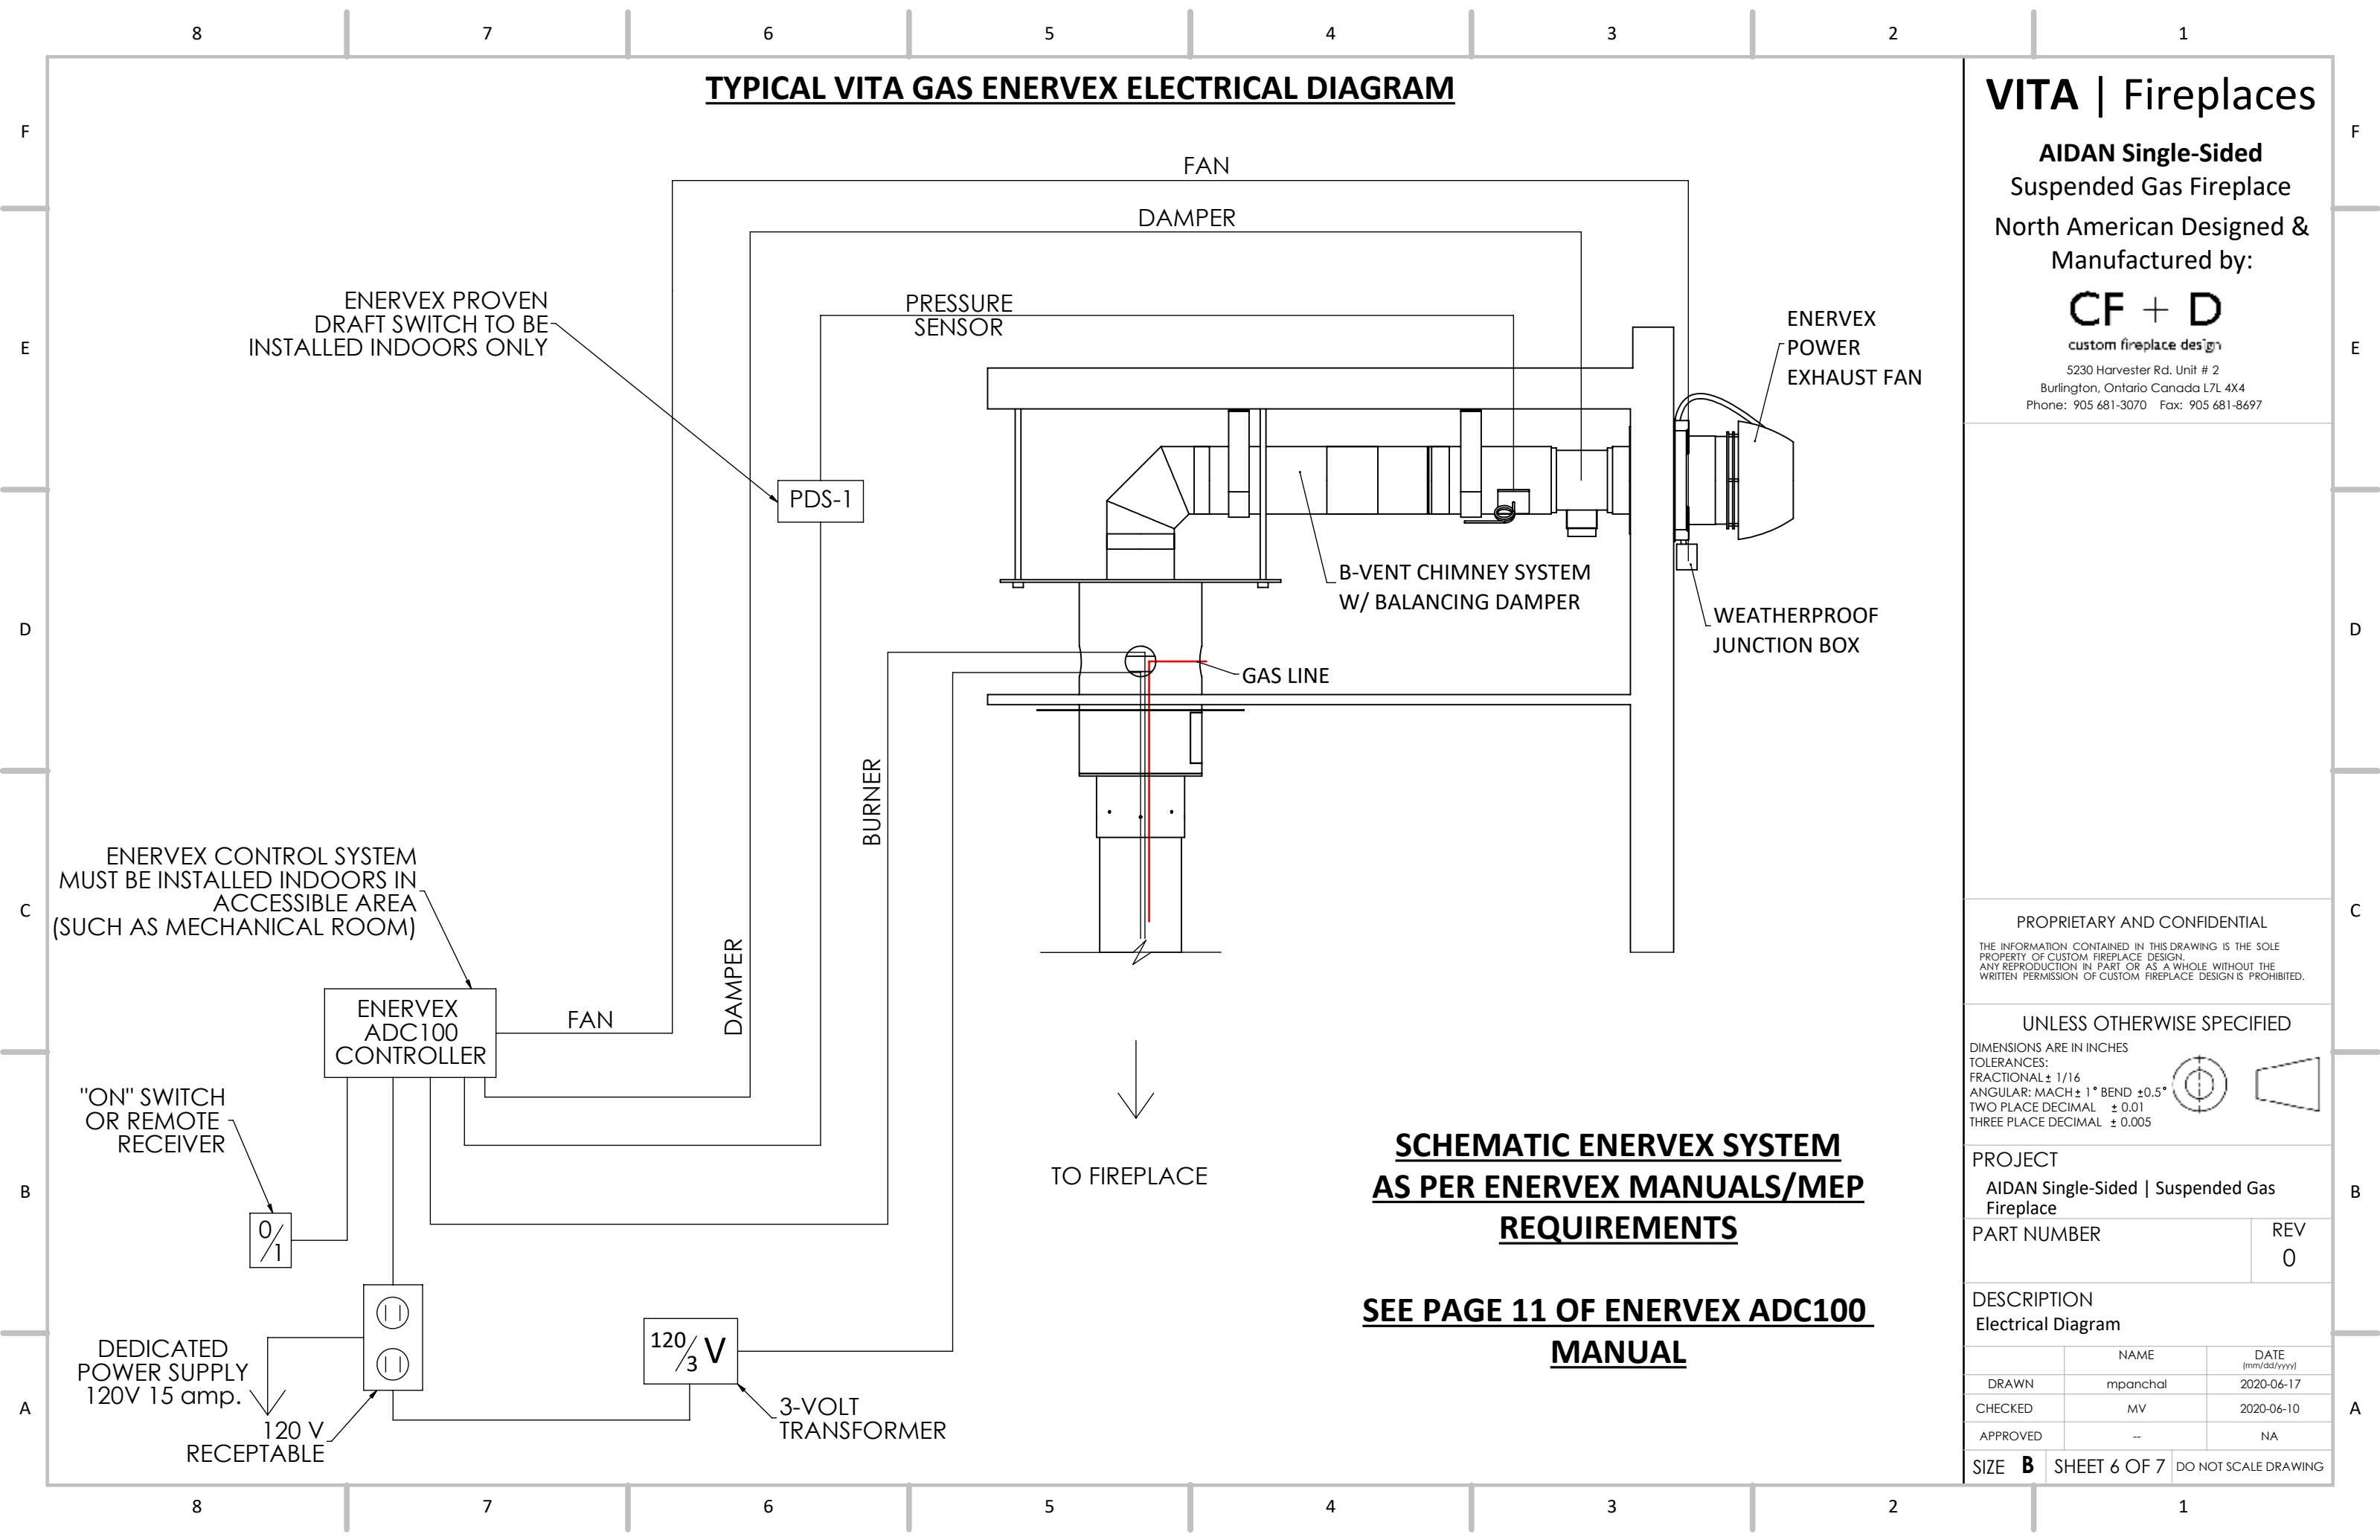 8 7 6 5 4 3 2 1
F
E
D
C
B
A
TYPICAL VITA GAS ENERVEX ELECTRICAL DIAGRAM
FAN
DAMPER
PRESSURE
SENSOR
ENERVEX PROVEN
DRAFT SWITCH TO BE
INSTALLED INDOORS ONLY
PDS-1
ENERVEX
POWER
EXHAUST FAN
B-VENT CHIMNEY SYSTEM
W/ BALANCING DAMPER
WEATHERPROOF
JUNCTION BOX
GAS LINE
BURNER
DAMPER
ENERVEX CONTROL SYSTEM
MUST BE INSTALLED INDOORS IN
ACCESSIBLE AREA
(SUCH AS MECHANICAL ROOM)
ENERVEX
ADC100
CONTROLLER
FAN
"ON" SWITCH
OR REMOTE
RECEIVER
0/1
TO FIREPLACE
DEDICATED
POWER SUPPLY
120V 15 amp.
120 V
RECEPTABLE
120/3 V
3-VOLT
TRANSFORMER
SCHEMATIC ENERVEX SYSTEM
AS PER ENERVEX MANUALS/MEP
REQUIREMENTS
SEE PAGE 11 OF ENERVEX ADC100
MANUAL
VITA | Fireplaces
AIDAN Single-Sided
Suspended Gas Fireplace
North American Designed &
Manufactured by:
CF + D
custom fireplace design
5230 Harvester Rd. Unit # 2
Burlington, Ontario Canada L7L 4X4
Phone: 905 681-3070 Fax: 905 681-8697
PROPRIETARY AND CONFIDENTIAL
THE INFORMATION CONTAINED IN THIS DRAWING IS THE SOLE
PROPERTY OF CUSTOM FIREPLACE DESIGN.
ANY REPRODUCTION IN PART OR AS A WHOLE WITHOUT THE
WRITTEN PERMISSION OF CUSTOM FIREPLACE DESIGN IS PROHIBITED.
UNLESS OTHERWISE SPECIFIED
DIMENSIONS ARE IN INCHES
TOLERANCES:
FRACTIONAL ± 1/16
ANGULAR: MACH ± 1° BEND ±0.5°
TWO PLACE DECIMAL ± 0.01
THREE PLACE DECIMAL ± 0.005
PROJECT
AIDAN Single-Sided | Suspended Gas
Fireplace
PART NUMBER
REV
0
DESCRIPTION
Electrical Diagram
NAME DATE
(mm/dd/yyyy)
DRAWN mpanchal 2020-06-17
CHECKED MV 2020-06-10
APPROVED -- NA
SIZE B SHEET 6 OF 7 DO NOT SCALE DRAWING
F
E
D
C
B
A
8 7 6 5 4 3 2 1